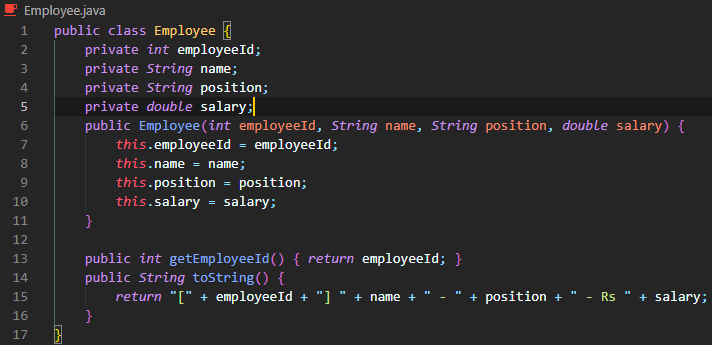 Employee.java
1 public class Employee {
2     private int employeeId;
3     private String name;
4     private String position;
5     private double salary;
6     public Employee(int employeeId, String name, String position, double salary) {
7         this.employeeId = employeeId;
8         this.name = name;
9         this.position = position;
10         this.salary = salary;
11     }
12
13     public int getEmployeeId() { return employeeId; }
14     public String toString() {
15         return "[" + employeeId + "] " + name + " - " + position + " - Rs " + salary;
16     }
17 }